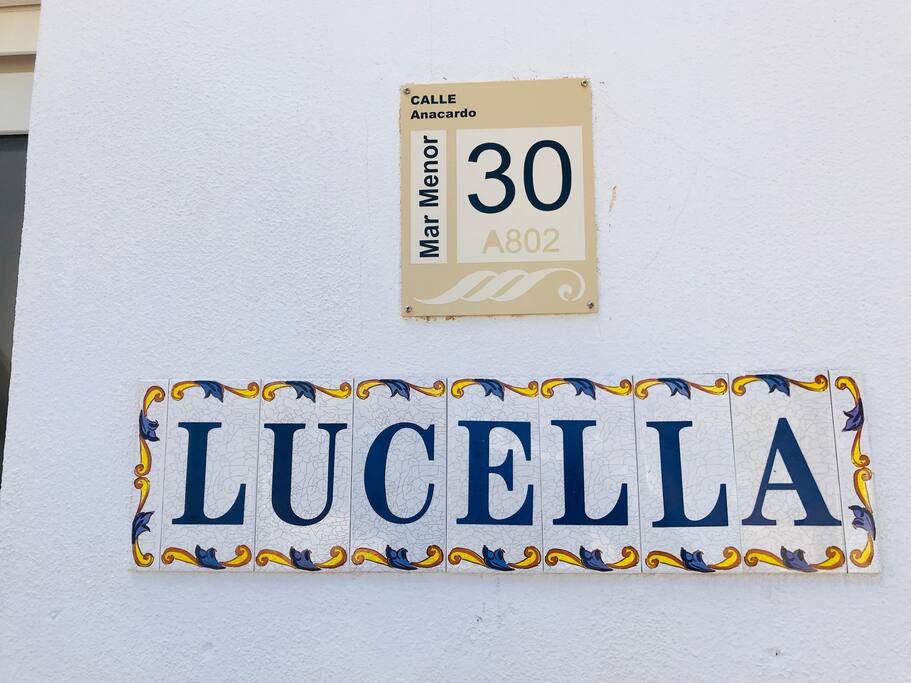 CALLE
Anacardo
Mar Menor
30
A802
LUCELLA